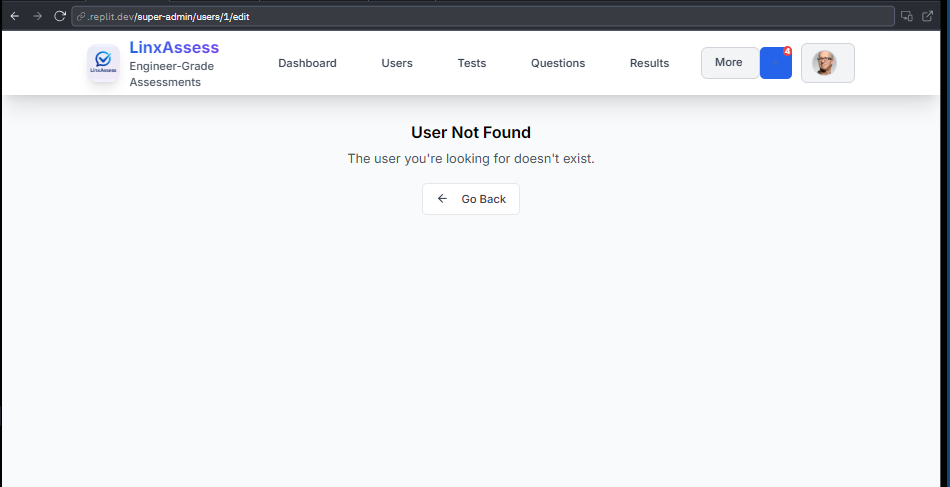 .replit.dev/super-admin/users/1/edit
LinxAssess
LinxAssess
Engineer-Grade
Assessments
Dashboard
Users
Tests
Questions
Results
More
4
User Not Found
The user you're looking for doesn't exist.
Go Back